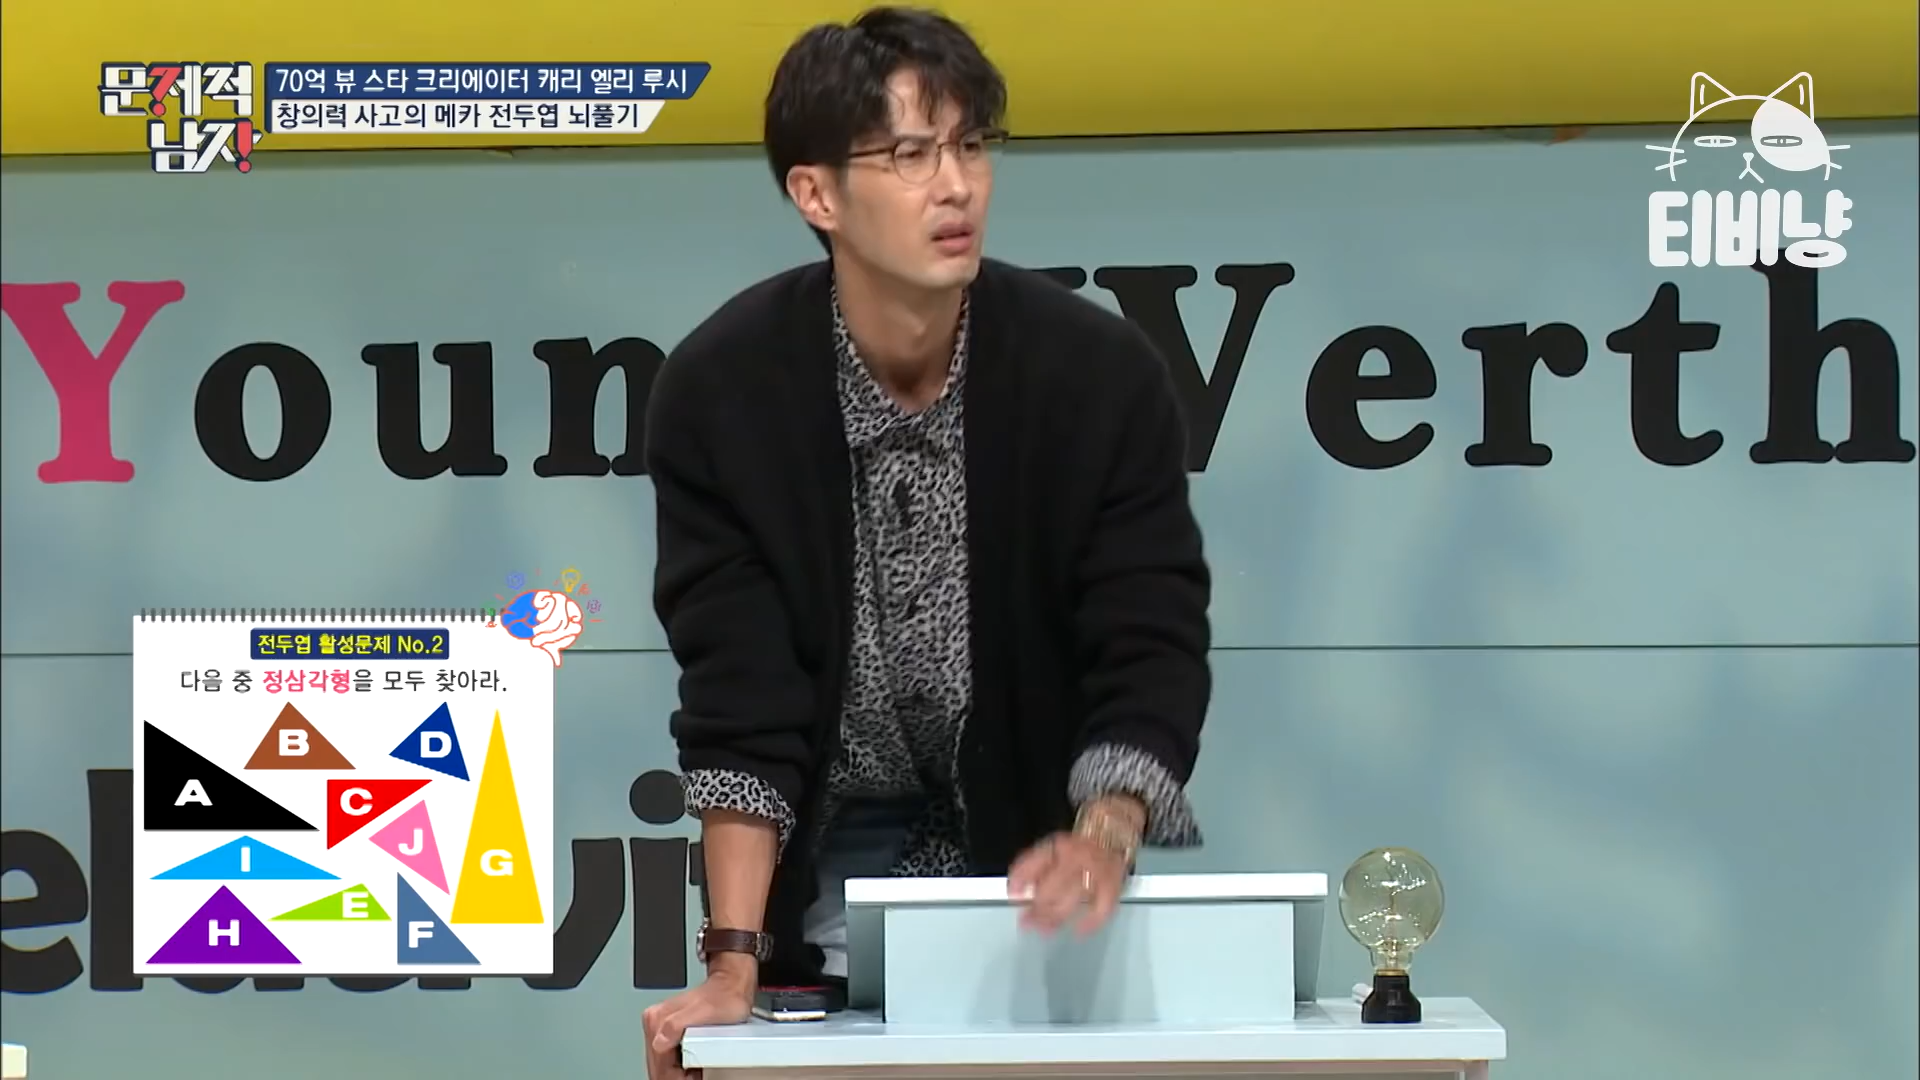 문제적
남자
70억 뷰 스타 크리에이터 캐리 엘리 루시
창의력 사고의 메카 전두엽 뇌풀기
티비냥
Youn Werth
전두엽 활성문제 No.2
다음 중 정삼각형을 모두 찾아라.
A
B
D
C
J
G
I
E
H
F